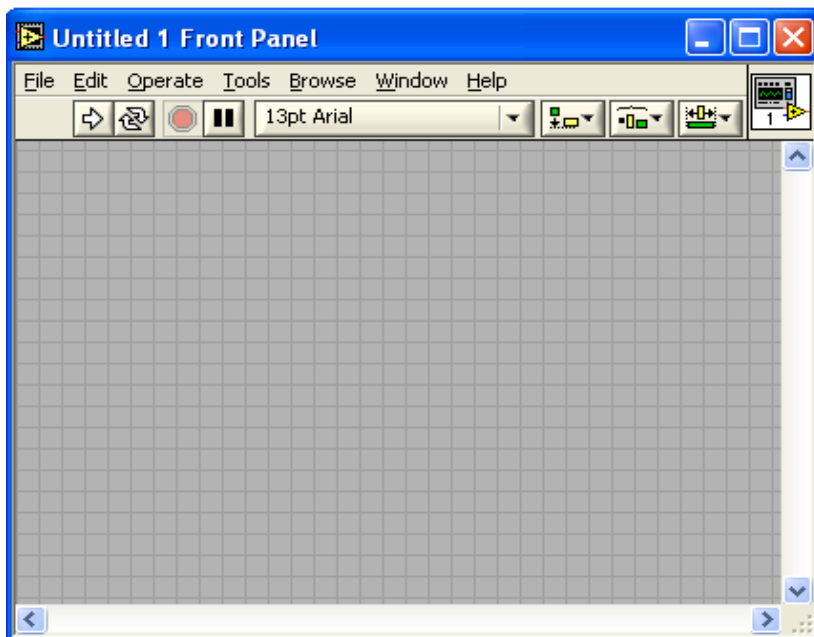 Untitled 1 Front Panel
File Edit Operate Tools Browse Window Help
13pt Arial
1